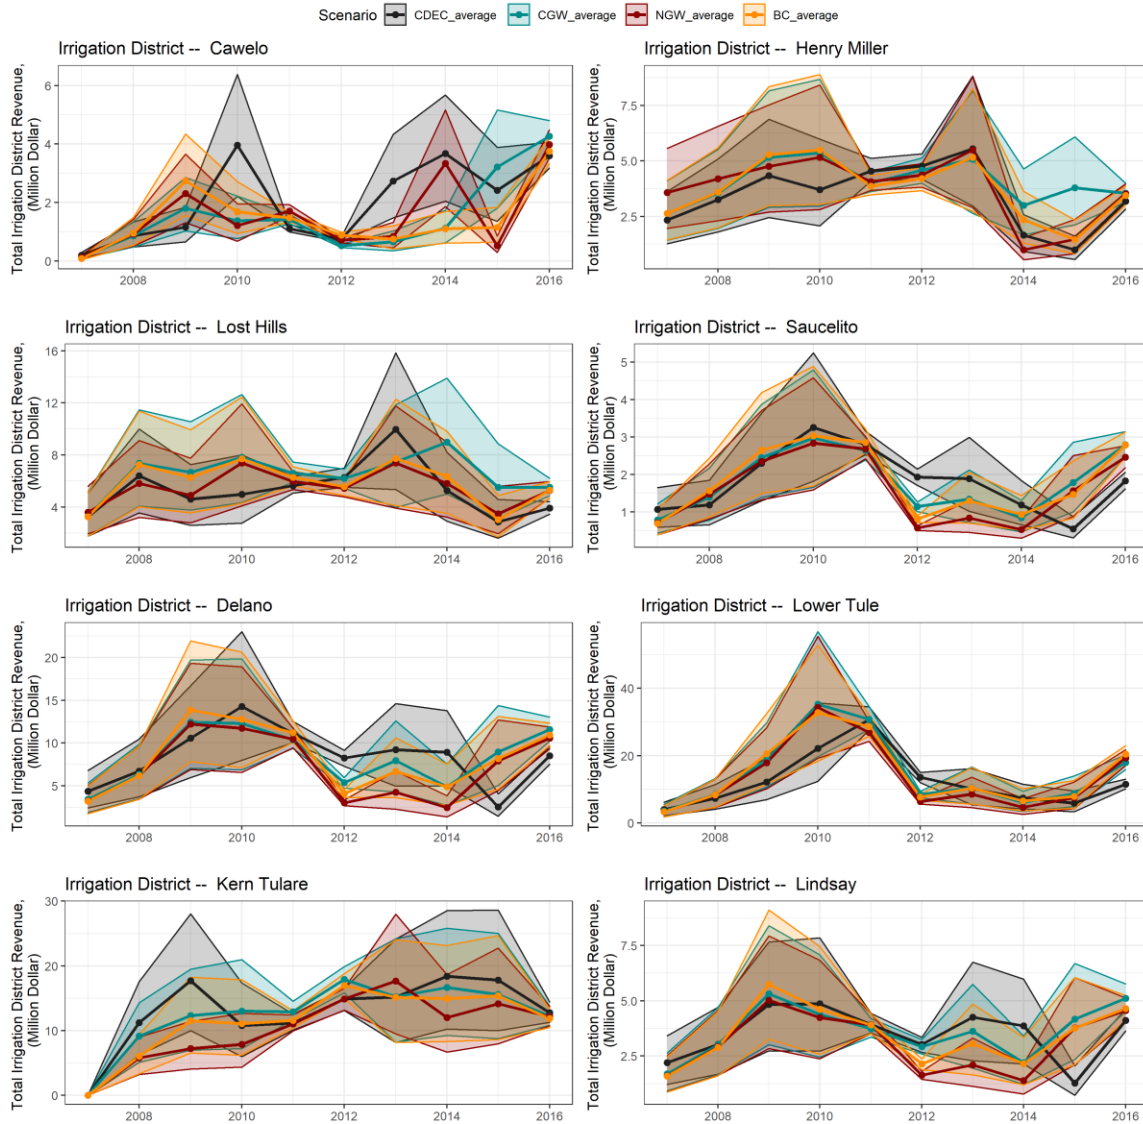 Scenario CDEC_average CGW_average NGW_average BC_average
Irrigation District -- Cawelo
Total Irrigation District Revenue,
(Million Dollar)
6
4
2
0
2008 2010 2012 2014 2016
Irrigation District -- Henry Miller
Total Irrigation District Revenue,
(Million Dollar)
7.5
5.0
2.5
2008 2010 2012 2014 2016
Irrigation District -- Lost Hills
Total Irrigation District Revenue,
(Million Dollar)
16
12
8
4
2008 2010 2012 2014 2016
Irrigation District -- Saucelito
Total Irrigation District Revenue,
(Million Dollar)
5
4
3
2
1
2008 2010 2012 2014 2016
Irrigation District -- Delano
Total Irrigation District Revenue,
(Million Dollar)
20
15
10
5
2008 2010 2012 2014 2016
Irrigation District -- Lower Tule
Total Irrigation District Revenue,
(Million Dollar)
40
20
0
2008 2010 2012 2014 2016
Irrigation District -- Kern Tulare
Total Irrigation District Revenue,
(Million Dollar)
30
20
10
0
2008 2010 2012 2014 2016
Irrigation District -- Lindsay
Total Irrigation District Revenue,
(Million Dollar)
7.5
5.0
2.5
2008 2010 2012 2014 2016